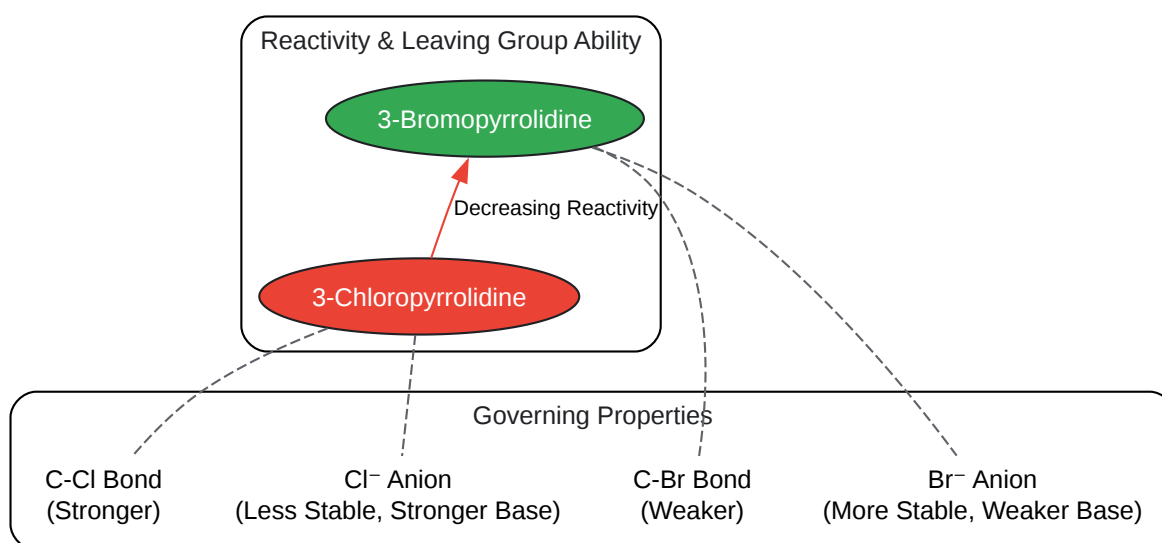 Reactivity & Leaving Group Ability
3-Bromopyrrolidine
Decreasing Reactivity
3-Chloropyrrolidine
Governing Properties
C-Cl Bond
(Stronger)
Cl⁻ Anion
(Less Stable, Stronger Base)
C-Br Bond
(Weaker)
Br⁻ Anion
(More Stable, Weaker Base)